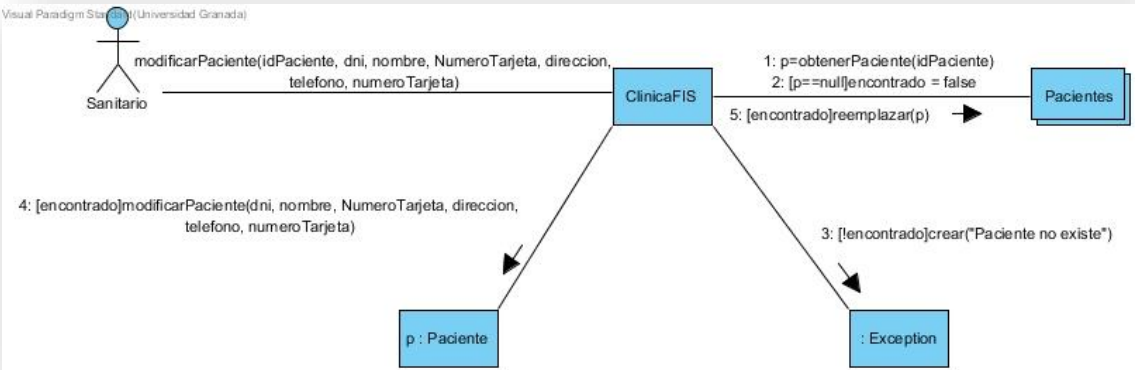 Visual Paradigm Standard(Universidad Granada)
modificarPaciente(idPaciente, dni, nombre, NumeroTarjeta, direccion,
telefono, numeroTarjeta)
Sanitario
ClinicaFIS
1: p=obtenerPaciente(idPaciente)
2: [p==null]encontrado = false
5: [encontrado]reemplazar(p)
Pacientes
4: [encontrado]modificarPaciente(dni, nombre, NumeroTarjeta, direccion,
telefono, numeroTarjeta)
3: [!encontrado]crear("Paciente no existe")
p : Paciente
: Exception